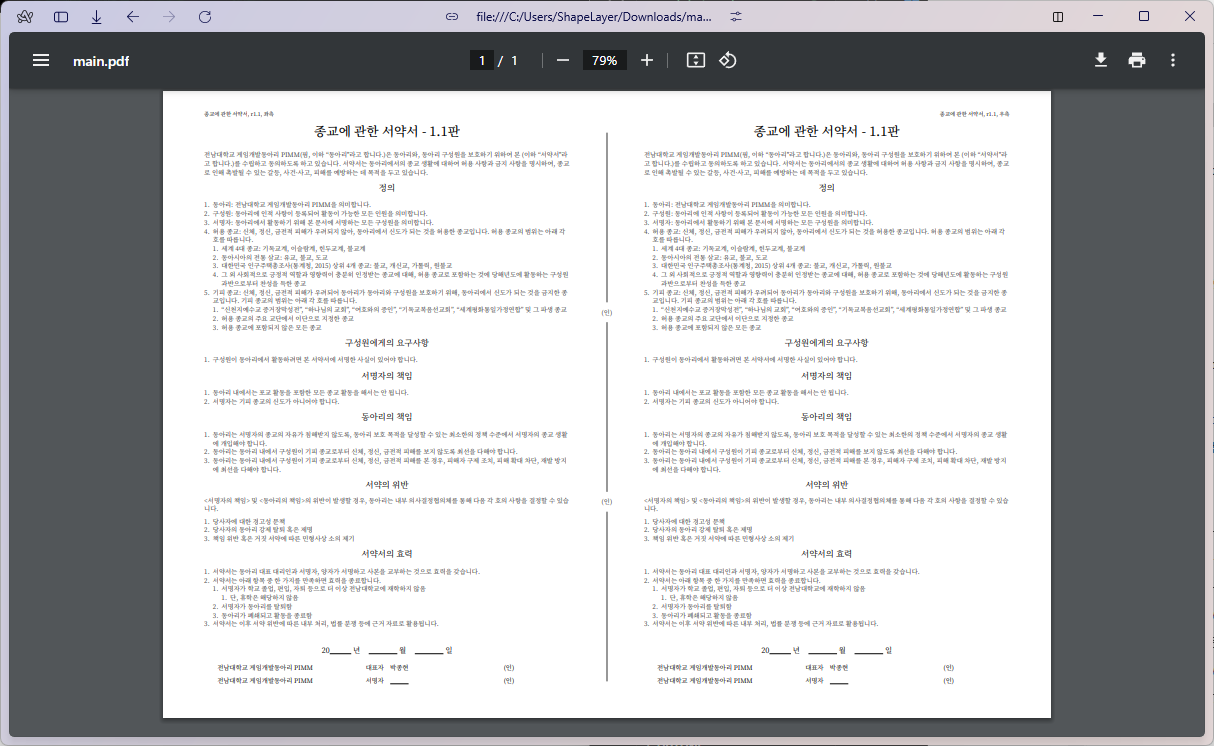 file:///C:/Users/ShapeLayer/Downloads/ma...
main.pdf
1 / 1
79%
종교에 관한 서약서, r1.1, 좌측
종교에 관한 서약서 - 1.1판
전남대학교 게임개발동아리 PIMM(핌, 이하 "동아리"라고 합니다.)은 동아리와, 동아리 구성원을 보호하기 위하여 본 (이하 "서약서"라
고 합니다.)를 수립하고 동의하도록 하고 있습니다. 서약서는 동아리에서의 종교 생활에 대하여 허용 사항과 금지 사항을 명시하여, 종교
로 인해 촉발될 수 있는 갈등, 사건·사고, 피해를 예방하는 데 목적을 두고 있습니다.
정의
1. 동아리: 전남대학교 게임개발동아리 PIMM을 의미합니다.
2. 구성원: 동아리에 인적 사항이 등록되어 활동이 가능한 모든 인원을 의미합니다.
3. 서명자: 동아리에서 활동하기 위해 본 문서에 서명하는 모든 구성원을 의미합니다.
4. 허용 종교: 신체, 정신, 금전적 피해가 우려되지 않아, 동아리에서 신도가 되는 것을 허용한 종교입니다. 허용 종교의 범위는 아래 각
호를 따릅니다.
1. 세계 4대 종교: 기독교계, 이슬람계, 힌두교계, 불교계
2. 동아시아의 전통 삼교: 유교, 불교, 도교
3. 대한민국 인구주택총조사(통계청, 2015) 상위 4개 종교: 불교, 개신교, 가톨릭, 원불교
4. 그 외 사회적으로 긍정적 역할과 영향력이 충분히 인정받는 종교에 대해, 허용 종교로 포함하는 것에 당해년도에 활동하는 구성원
과반으로부터 찬성을 득한 종교
5. 기피 종교: 신체, 정신, 금전적 피해가 우려되어 동아리가 동아리와 구성원을 보호하기 위해, 동아리에서 신도가 되는 것을 금지한 종
교입니다. 기피 종교의 범위는 아래 각 호를 따릅니다.
1. "신천지예수교 증거장막성전", "하나님의 교회", "여호와의 증인", "기독교복음선교회", "세계평화통일가정연합" 및 그 파생 종교
2. 허용 종교의 주요 교단에서 이단으로 지정한 종교
3. 허용 종교에 포함되지 않은 모든 종교
구성원에게의 요구사항
1. 구성원이 동아리에서 활동하려면 본 서약서에 서명한 사실이 있어야 합니다.
서명자의 책임
1. 동아리 내에서는 포교 활동을 포함한 모든 종교 활동을 해서는 안 됩니다.
2. 서명자는 기피 종교의 신도가 아니어야 합니다.
동아리의 책임
1. 동아리는 서명자의 종교의 자유가 침해받지 않도록, 동아리 보호 목적을 달성할 수 있는 최소한의 정책 수준에서 서명자의 종교 생활
에 개입해야 합니다.
2. 동아리는 동아리 내에서 구성원이 기피 종교로부터 신체, 정신, 금전적 피해를 보지 않도록 최선을 다해야 합니다.
3. 동아리는 동아리 내에서 구성원이 기피 종교로부터 신체, 정신, 금전적 피해를 본 경우, 피해자 구제 조치, 피해 확대 차단, 재발 방지
에 최선을 다해야 합니다.
서약의 위반
<서명자의 책임> 및 <동아리의 책임>의 위반이 발생할 경우, 동아리는 내부 의사결정협의체를 통해 다음 각 호의 사항을 결정할 수 있습
니다.
1. 당사자에 대한 경고성 문책
2. 당사자의 동아리 강제 탈퇴 혹은 제명
3. 책임 위반 혹은 거짓 서약에 따른 민형사상 소의 제기
서약서의 효력
1. 서약서는 동아리 대표 대리인과 서명자, 양자가 서명하고 사본을 교부하는 것으로 효력을 갖습니다.
2. 서약서는 아래 항목 중 한 가지를 만족하면 효력을 종료합니다.
1. 서명자가 학교 졸업, 편입, 자퇴 등으로 더 이상 전남대학교에 재학하지 않음
1. 단, 휴학은 해당하지 않음
2. 서명자가 동아리를 탈퇴함
3. 동아리가 폐쇄되고 활동을 종료함
3. 서약서는 이후 서약 위반에 따른 내부 처리, 법률 분쟁 등에 근거 자료로 활용됩니다.
20____ 년 ____ 월 ____ 일
전남대학교 게임개발동아리 PIMM 대표자 박종현 (인)
전남대학교 게임개발동아리 PIMM 서명자 ____ (인)
(인)
(인)
종교에 관한 서약서, r1.1, 우측
종교에 관한 서약서 - 1.1판
전남대학교 게임개발동아리 PIMM(핌, 이하 "동아리"라고 합니다.)은 동아리와, 동아리 구성원을 보호하기 위하여 본 (이하 "서약서"라
고 합니다.)를 수립하고 동의하도록 하고 있습니다. 서약서는 동아리에서의 종교 생활에 대하여 허용 사항과 금지 사항을 명시하여, 종교
로 인해 촉발될 수 있는 갈등, 사건·사고, 피해를 예방하는 데 목적을 두고 있습니다.
정의
1. 동아리: 전남대학교 게임개발동아리 PIMM을 의미합니다.
2. 구성원: 동아리에 인적 사항이 등록되어 활동이 가능한 모든 인원을 의미합니다.
3. 서명자: 동아리에서 활동하기 위해 본 문서에 서명하는 모든 구성원을 의미합니다.
4. 허용 종교: 신체, 정신, 금전적 피해가 우려되지 않아, 동아리에서 신도가 되는 것을 허용한 종교입니다. 허용 종교의 범위는 아래 각
호를 따릅니다.
1. 세계 4대 종교: 기독교계, 이슬람계, 힌두교계, 불교계
2. 동아시아의 전통 삼교: 유교, 불교, 도교
3. 대한민국 인구주택총조사(통계청, 2015) 상위 4개 종교: 불교, 개신교, 가톨릭, 원불교
4. 그 외 사회적으로 긍정적 역할과 영향력이 충분히 인정받는 종교에 대해, 허용 종교로 포함하는 것에 당해년도에 활동하는 구성원
과반으로부터 찬성을 득한 종교
5. 기피 종교: 신체, 정신, 금전적 피해가 우려되어 동아리가 동아리와 구성원을 보호하기 위해, 동아리에서 신도가 되는 것을 금지한 종
교입니다. 기피 종교의 범위는 아래 각 호를 따릅니다.
1. "신천지예수교 증거장막성전", "하나님의 교회", "여호와의 증인", "기독교복음선교회", "세계평화통일가정연합" 및 그 파생 종교
2. 허용 종교의 주요 교단에서 이단으로 지정한 종교
3. 허용 종교에 포함되지 않은 모든 종교
구성원에게의 요구사항
1. 구성원이 동아리에서 활동하려면 본 서약서에 서명한 사실이 있어야 합니다.
서명자의 책임
1. 동아리 내에서는 포교 활동을 포함한 모든 종교 활동을 해서는 안 됩니다.
2. 서명자는 기피 종교의 신도가 아니어야 합니다.
동아리의 책임
1. 동아리는 서명자의 종교의 자유가 침해받지 않도록, 동아리 보호 목적을 달성할 수 있는 최소한의 정책 수준에서 서명자의 종교 생활
에 개입해야 합니다.
2. 동아리는 동아리 내에서 구성원이 기피 종교로부터 신체, 정신, 금전적 피해를 보지 않도록 최선을 다해야 합니다.
3. 동아리는 동아리 내에서 구성원이 기피 종교로부터 신체, 정신, 금전적 피해를 본 경우, 피해자 구제 조치, 피해 확대 차단, 재발 방지
에 최선을 다해야 합니다.
서약의 위반
<서명자의 책임> 및 <동아리의 책임>의 위반이 발생할 경우, 동아리는 내부 의사결정협의체를 통해 다음 각 호의 사항을 결정할 수 있습
니다.
1. 당사자에 대한 경고성 문책
2. 당사자의 동아리 강제 탈퇴 혹은 제명
3. 책임 위반 혹은 거짓 서약에 따른 민형사상 소의 제기
서약서의 효력
1. 서약서는 동아리 대표 대리인과 서명자, 양자가 서명하고 사본을 교부하는 것으로 효력을 갖습니다.
2. 서약서는 아래 항목 중 한 가지를 만족하면 효력을 종료합니다.
1. 서명자가 학교 졸업, 편입, 자퇴 등으로 더 이상 전남대학교에 재학하지 않음
1. 단, 휴학은 해당하지 않음
2. 서명자가 동아리를 탈퇴함
3. 동아리가 폐쇄되고 활동을 종료함
3. 서약서는 이후 서약 위반에 따른 내부 처리, 법률 분쟁 등에 근거 자료로 활용됩니다.
20____ 년 ____ 월 ____ 일
전남대학교 게임개발동아리 PIMM 대표자 박종현 (인)
전남대학교 게임개발동아리 PIMM 서명자 ____ (인)